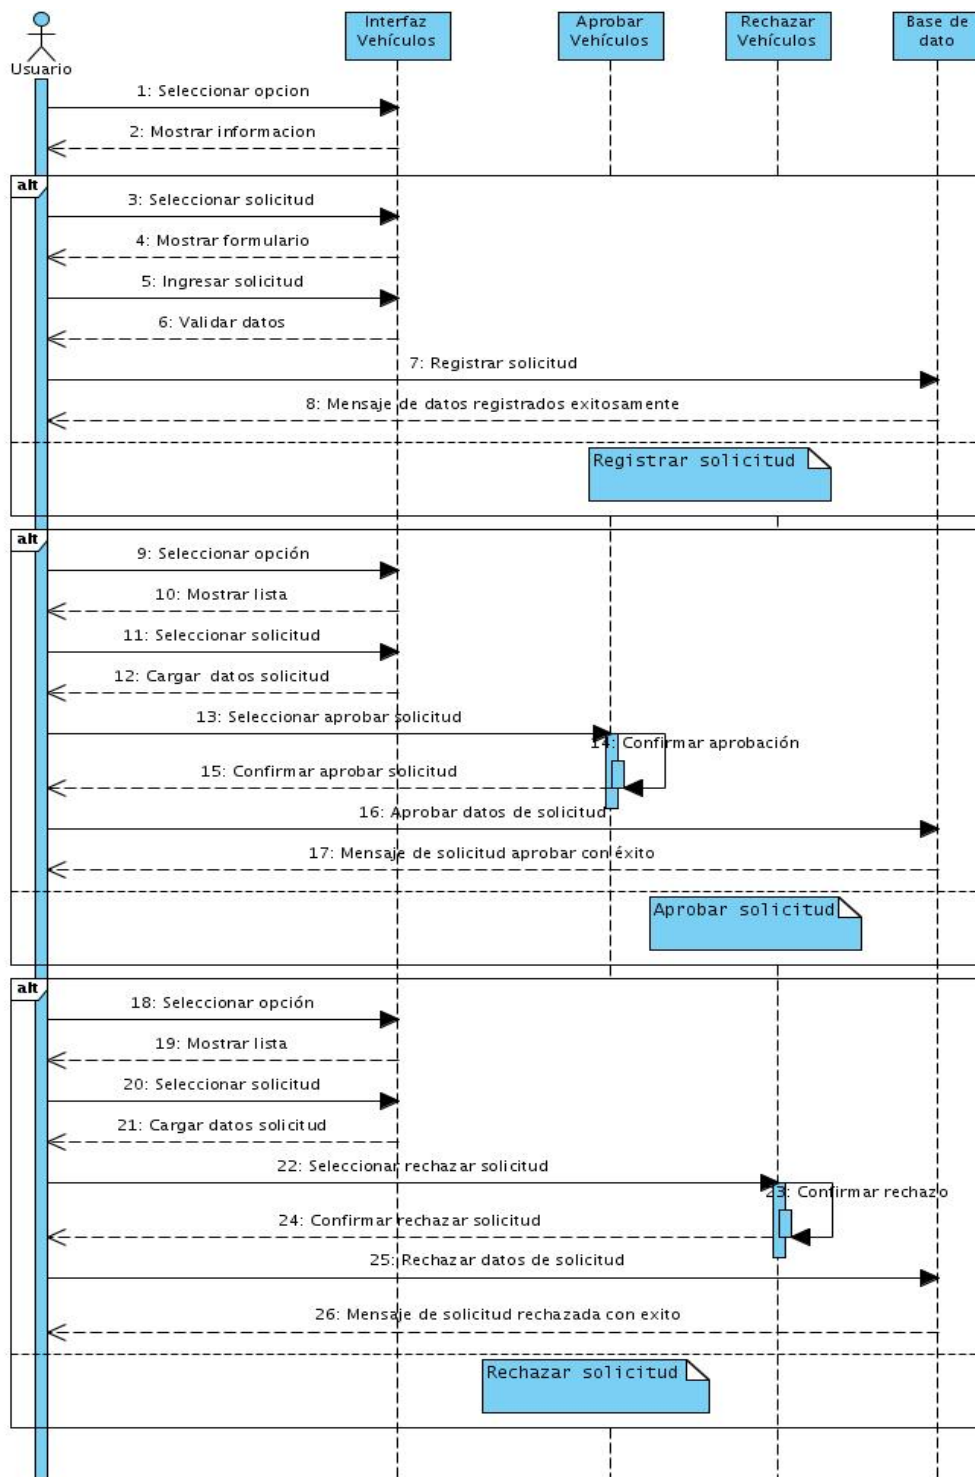 Usuario
Interfaz
Vehículos
Aprobar
Vehículos
Rechazar
Vehículos
Base de
dato
1: Seleccionar opcion
2: Mostrar informacion
alt
3: Seleccionar solicitud
4: Mostrar formulario
5: Ingresar solicitud
6: Validar datos
7: Registrar solicitud
8: Mensaje de datos registrados exitosamente
Registrar solicitud
alt
9: Seleccionar opción
10: Mostrar lista
11: Seleccionar solicitud
12: Cargar datos solicitud
13: Seleccionar aprobar solicitud
14: Confirmar aprobación
15: Confirmar aprobar solicitud
16: Aprobar datos de solicitud
17: Mensaje de solicitud aprobar con éxito
Aprobar solicitud
alt
18: Seleccionar opción
19: Mostrar lista
20: Seleccionar solicitud
21: Cargar datos solicitud
22: Seleccionar rechazar solicitud
23: Confirmar rechazo
24: Confirmar rechazar solicitud
25: Rechazar datos de solicitud
26: Mensaje de solicitud rechazada con exito
Rechazar solicitud